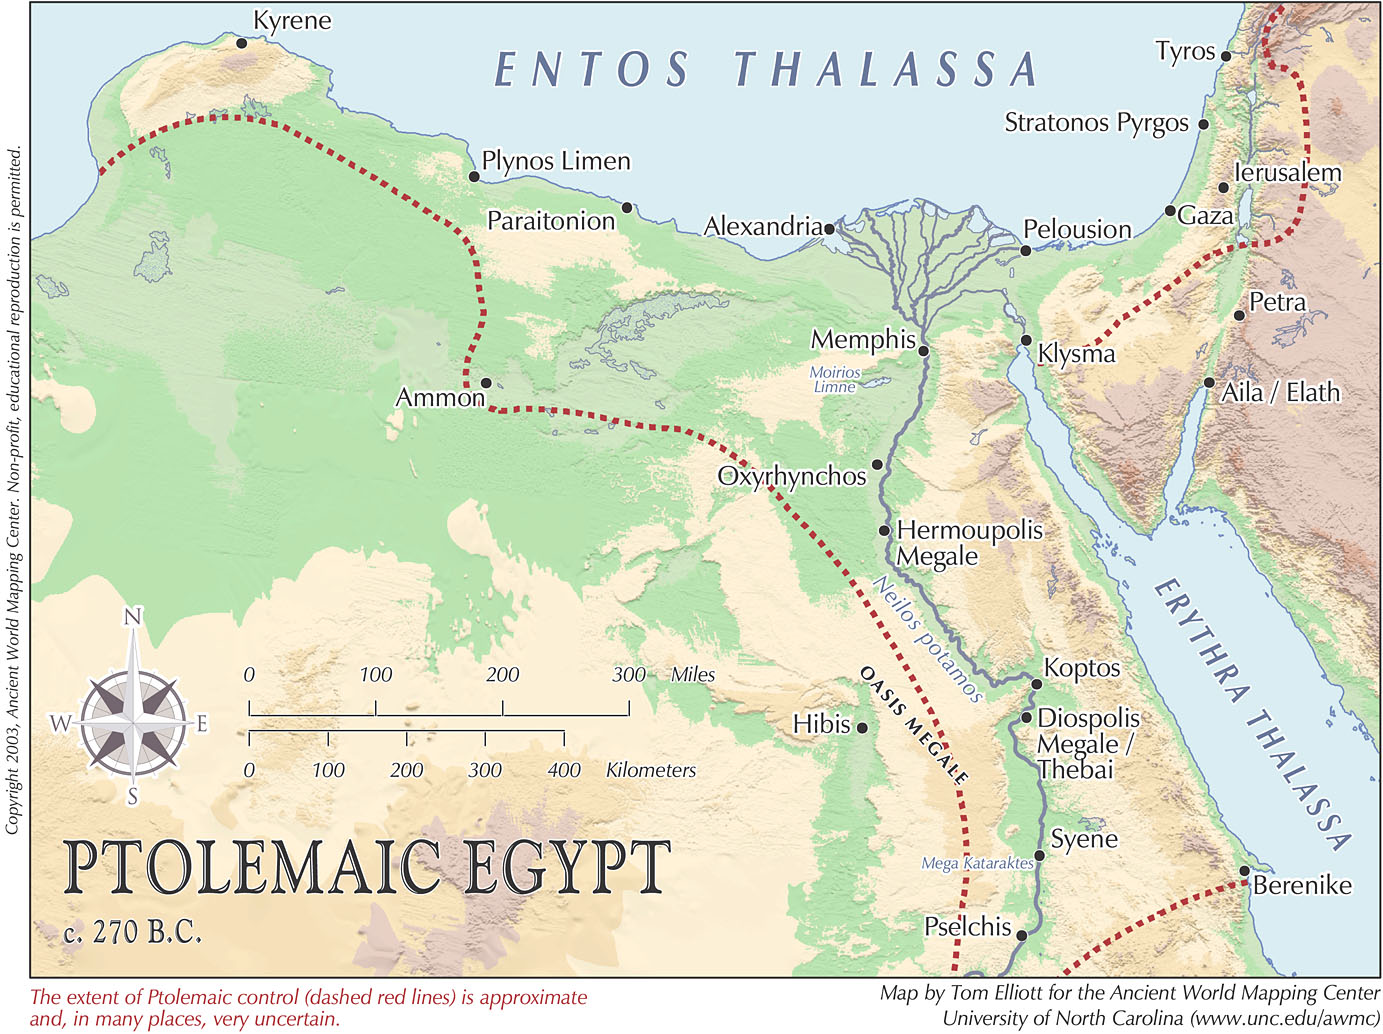 Kyrene
ENTOS THALASSA
Tyros
Stratonos Pyrgos
Plynos Limen
Ierusalem
Paraitonion
Alexandria
Gaza
Pelousion
Petra
Memphis
Klysma
Moirios
Limne
Ammon
Aila / Elath
Oxyrhynchos
Hermoupolis
Megale
Neilos potamos
ERYTHRA THALASSA
N
W
E
S
0 100 200 300 Miles
0 100 200 300 400 Kilometers
Koptos
OASIS MEGALE
Hibis
Diospolis
Megale /
Thebai
Syene
Mega Kataraktes
Berenike
Pselchis
PTOLEMAIC EGYPT
c. 270 B.C.
Copyright 2003, Ancient World Mapping Center. Non-profit, educational reproduction is permitted.
The extent of Ptolemaic control (dashed red lines) is approximate
and, in many places, very uncertain.
Map by Tom Elliott for the Ancient World Mapping Center
University of North Carolina (www.unc.edu/awmc)